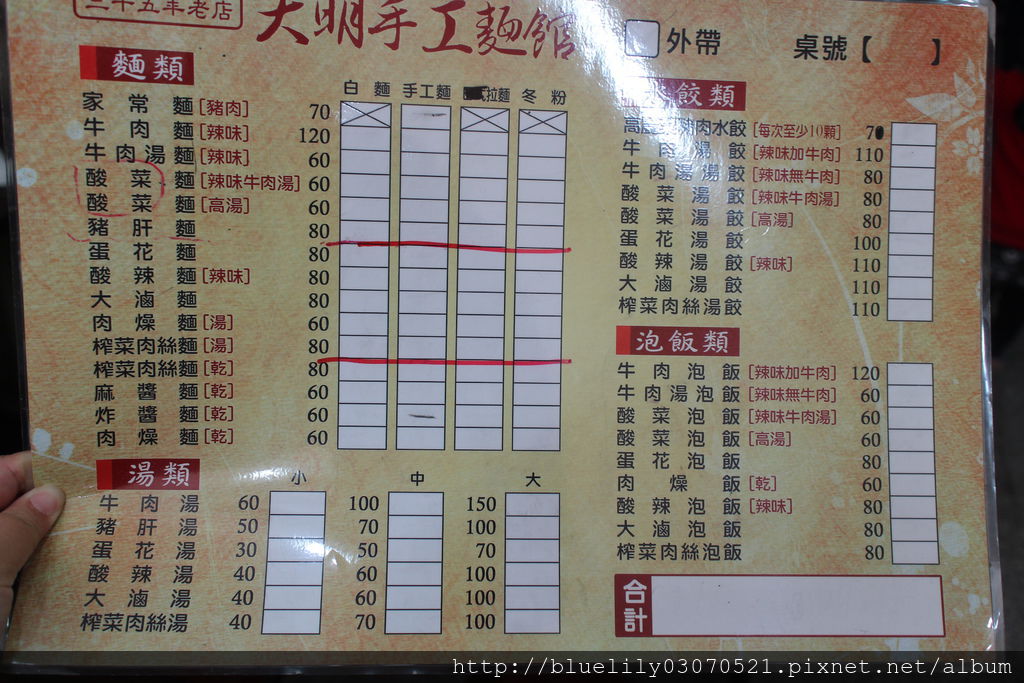 二十五年老店
大明手工麵館
外帶
桌號【 】
麵類
白麵 手工麵 拉麵 冬粉
家常麵[豬肉] 70
牛肉麵[辣味] 120
牛肉湯麵[辣味] 60
酸菜麵[辣味牛肉湯] 60
酸菜麵[高湯] 60
豬肝麵 80
蛋花麵 80
酸辣麵[辣味] 80
大滷麵 80
肉燥麵[湯] 60
榨菜肉絲麵[湯] 80
榨菜肉絲麵[乾] 80
麻醬麵[乾] 60
炸醬麵[乾] 60
肉燥麵[乾] 60
湯類
小 中 大
牛肉湯 60 100 150
豬肝湯 50 70 100
蛋花湯 30 50 70
酸辣湯 40 60 100
大滷湯 40 60 100
榨菜肉絲湯 40 70 100
餃類
肉水餃[每次至少10顆] 70
牛肉湯餃[辣味加牛肉] 110
牛肉湯湯餃[辣味無牛肉] 80
酸菜湯餃[辣味牛肉湯] 80
酸菜湯餃[高湯] 80
蛋花湯餃 100
酸辣湯餃[辣味] 110
大滷湯餃 110
榨菜肉絲湯餃 110
泡飯類
牛肉泡飯[辣味加牛肉] 120
牛肉湯泡飯[辣味無牛肉] 60
酸菜泡飯[辣味牛肉湯] 60
酸菜泡飯[高湯] 60
蛋花泡飯 80
肉燥飯[乾] 60
酸辣泡飯[辣味] 80
大滷泡飯 80
榨菜肉絲泡飯 80
合計
http://bluelily03070521.pixnet.net/album